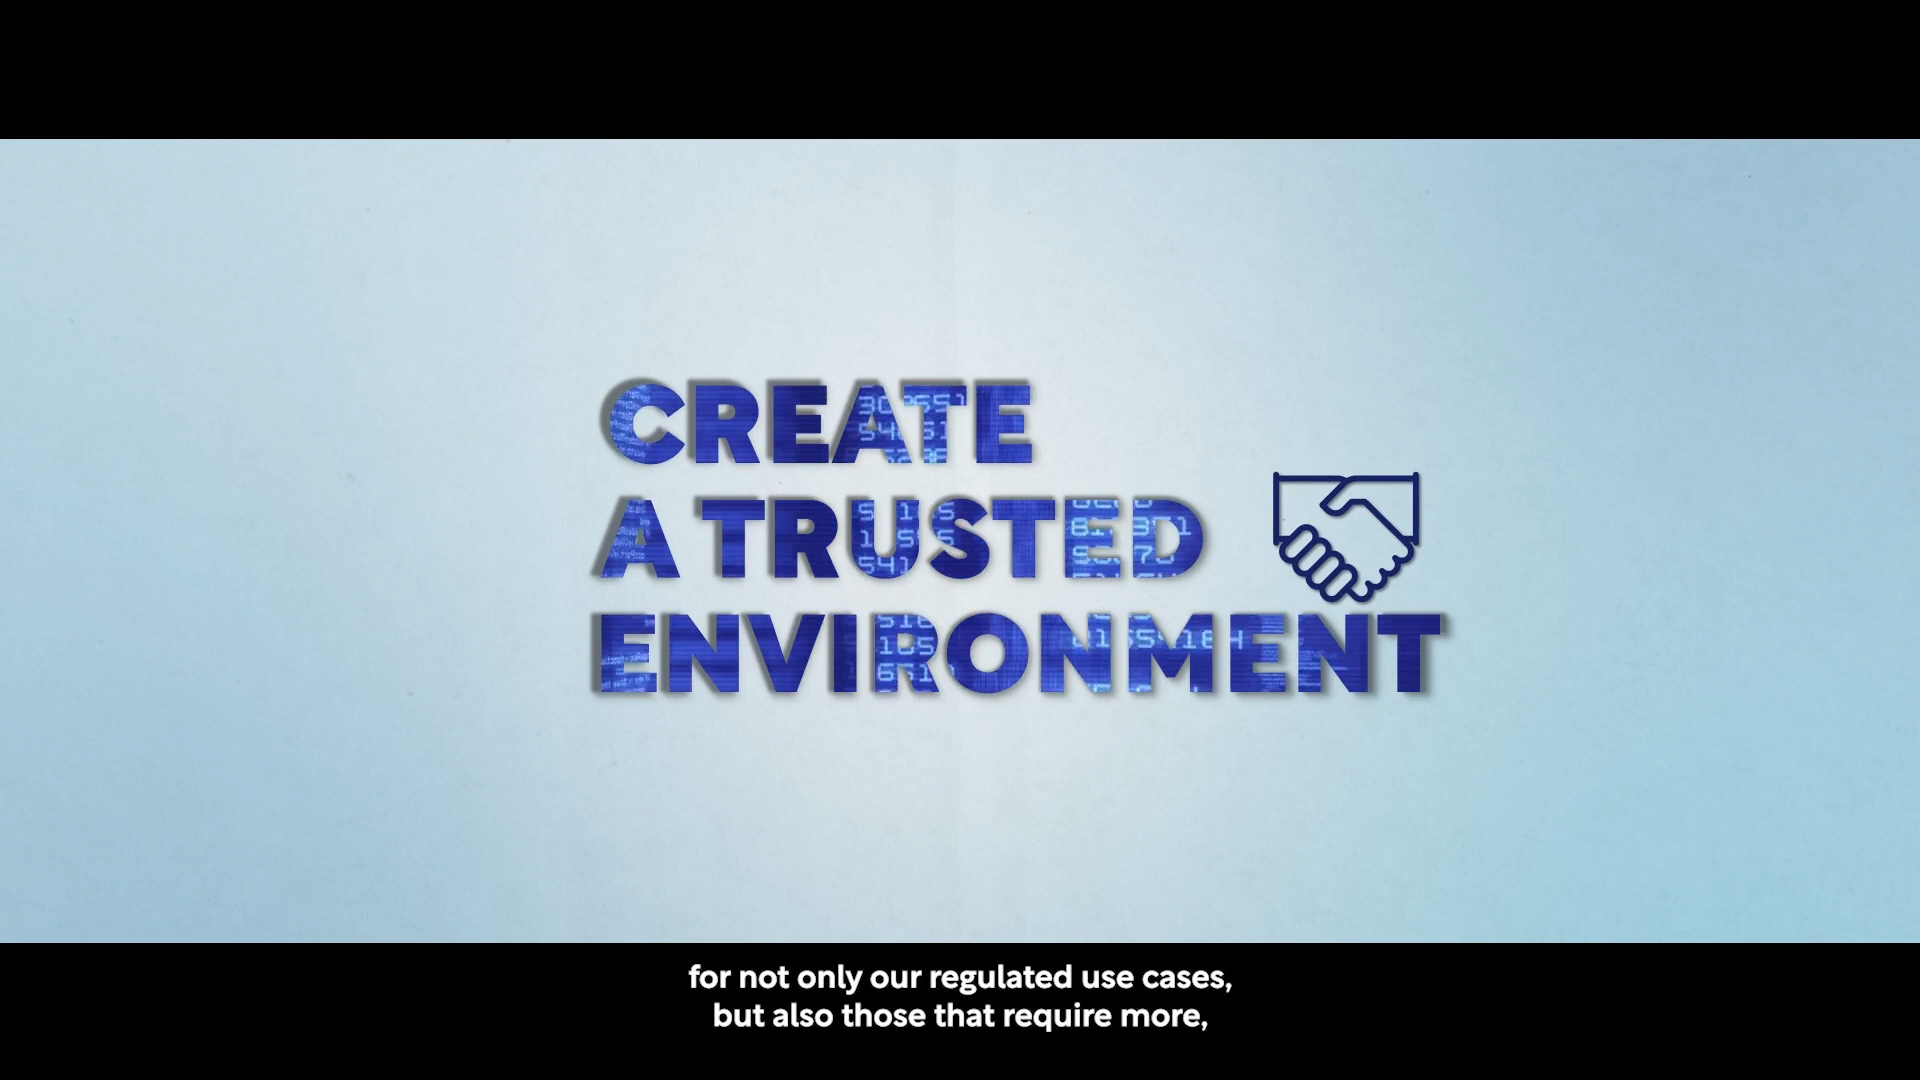 CREATE
A TRUSTED
ENVIRONMENT
for not only our regulated use cases,
but also those that require more,